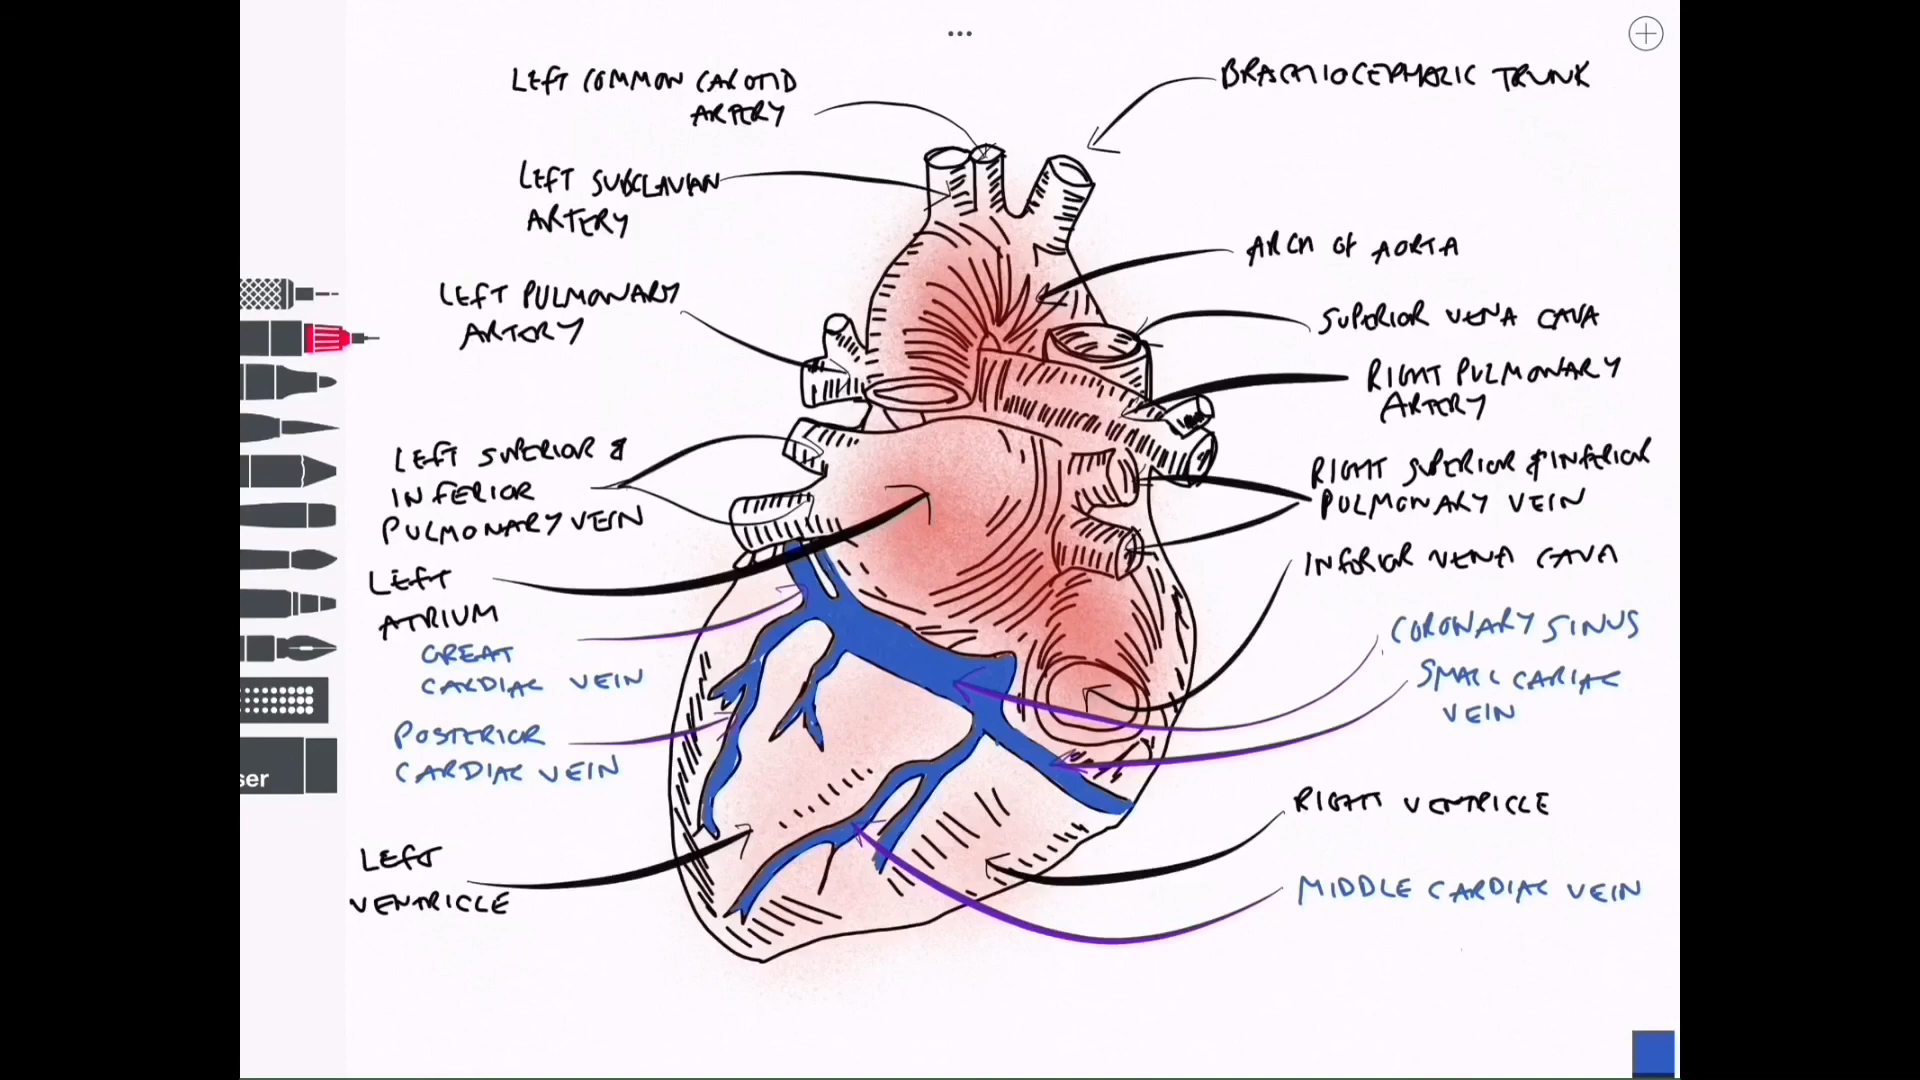 LEFT COMMON CAROTID
ARTERY
BRACHIOCEPHALIC TRUNK
LEFT SUBCLAVIAN
ARTERY
ARCH OF AORTA
LEFT PULMONARY
ARTERY
SUPERIOR VENA CAVA
RIGHT PULMONARY
ARTERY
LEFT SUPERIOR &
INFERIOR
PULMONARY VEIN
RIGHT SUPERIOR & INFERIOR
PULMONARY VEIN
INFERIOR VENA CAVA
LEFT
ATRIUM
GREAT
CARDIAC VEIN
CORONARY SINUS
SMALL CARIAC
VEIN
POSTERIOR
CARDIAC VEIN
ser
RIGHT VENTRICLE
LEFT
VENTRICLE
MIDDLE CARDIAC VEIN